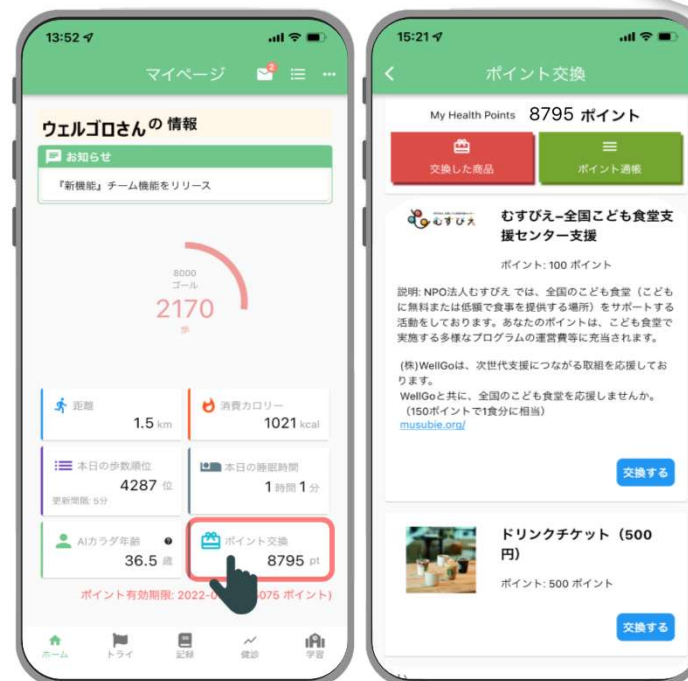 13:52
マイページ
2
ウェルゴロさんの 情報
お知らせ
『新機能』チーム機能をリリース
8000
ゴール
2170
歩
距離
1.5 km
消費カロリー
1021 kcal
本日の歩数順位
4287 位
更新間隔: 5分
本日の睡眠時間
1 時間 1 分
AIカラダ年齢
36.5 歳
ポイント交換
8795 pt
ポイント有効期限: 2022-0 5075 ポイント)
ホーム
トライ
記録
健診
学習
15:21
ポイント交換
My Health Points 8795 ポイント
交換した商品
ポイント通帳
むすびえ
むすびえ–全国こども食堂支
援センター支援
ポイント: 100 ポイント
説明: NPO法人むすびえ では、全国のこども食堂（こども
に無料または低額で食事を提供する場所）をサポートする
活動をしております。あなたのポイントは、こども食堂で
実施する多様なプログラムの運営費等に充当されます。
(株)WellGoは、次世代支援につながる取組を応援してお
ります。
WellGoと共に、全国のこども食堂を応援しませんか。
（150ポイントで1食分に相当）
musubie.org/
交換する
ドリンクチケット（500
円）
ポイント: 500 ポイント
交換する